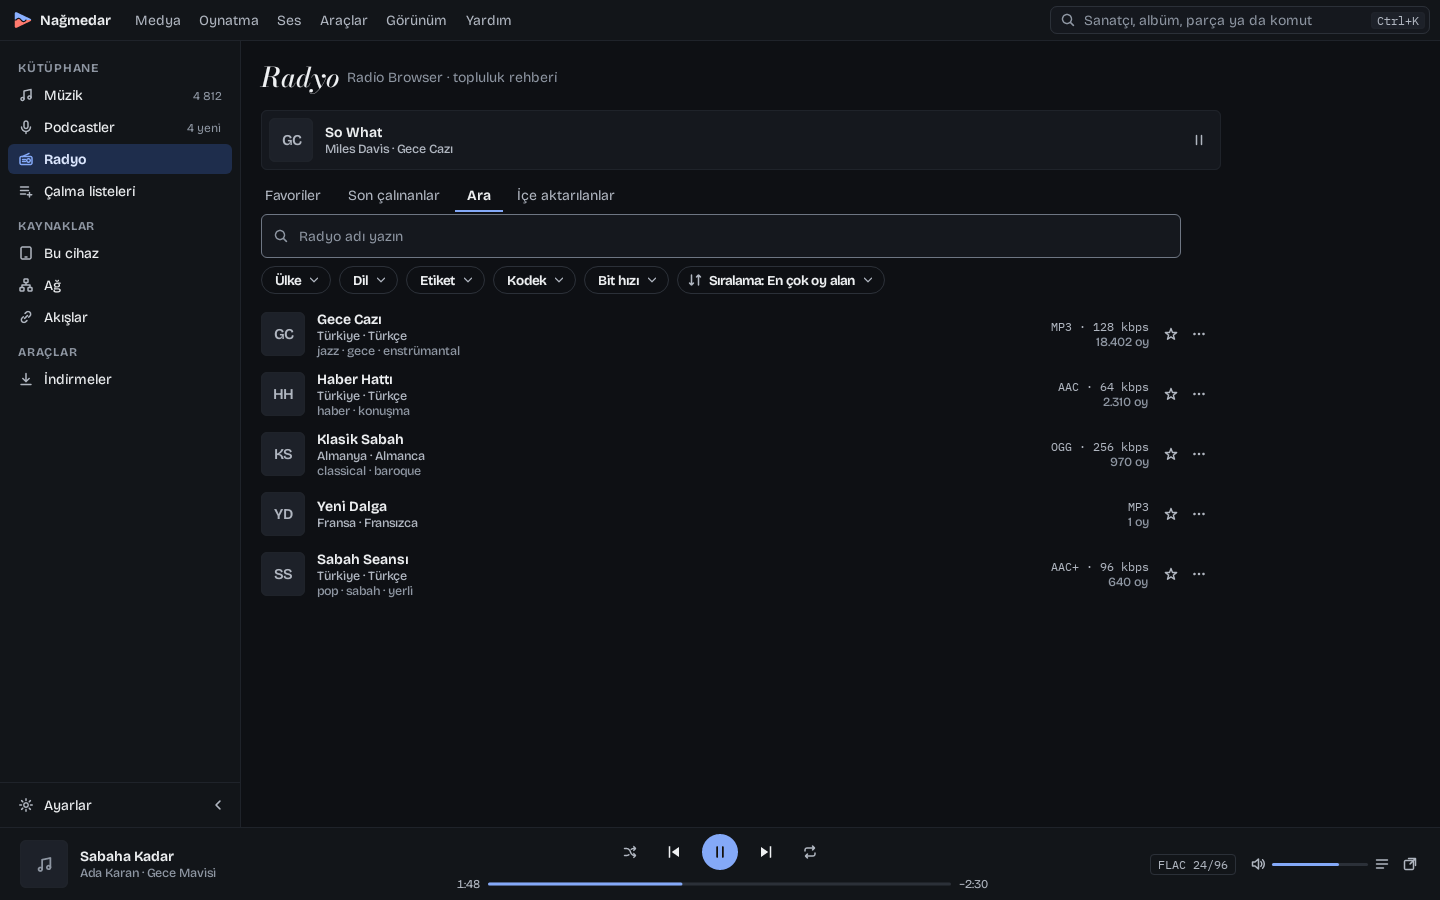 Nağmedar Medya Oynatma Ses Araçlar Görünüm Yardım Sanatçı, albüm, parça ya da komut Ctrl+K
KÜTÜPHANE
Müzik 4 812
Podcastler 4 yeni
Radyo
Çalma listeleri
KAYNAKLAR
Bu cihaz
Ağ
Akışlar
ARAÇLAR
İndirmeler
Ayarlar
Radyo Radio Browser · topluluk rehberi
GC
So What
Miles Davis · Gece Cazı
Favoriler Son çalınanlar Ara İçe aktarılanlar
Radyo adı yazın
Ülke Dil Etiket Kodek Bit hızı Sıralama: En çok oy alan
GC
Gece Cazı
Türkiye · Türkçe
jazz · gece · enstrümantal
MP3 · 128 kbps
18.402 oy
HH
Haber Hattı
Türkiye · Türkçe
haber · konuşma
AAC · 64 kbps
2.310 oy
KS
Klasik Sabah
Almanya · Almanca
classical · baroque
OGG · 256 kbps
970 oy
YD
Yeni Dalga
Fransa · Fransızca
MP3
1 oy
SS
Sabah Seansı
Türkiye · Türkçe
pop · sabah · yerli
AAC+ · 96 kbps
640 oy
Sabaha Kadar
Ada Karan · Gece Mavisi
1:48 −2:30
FLAC 24/96